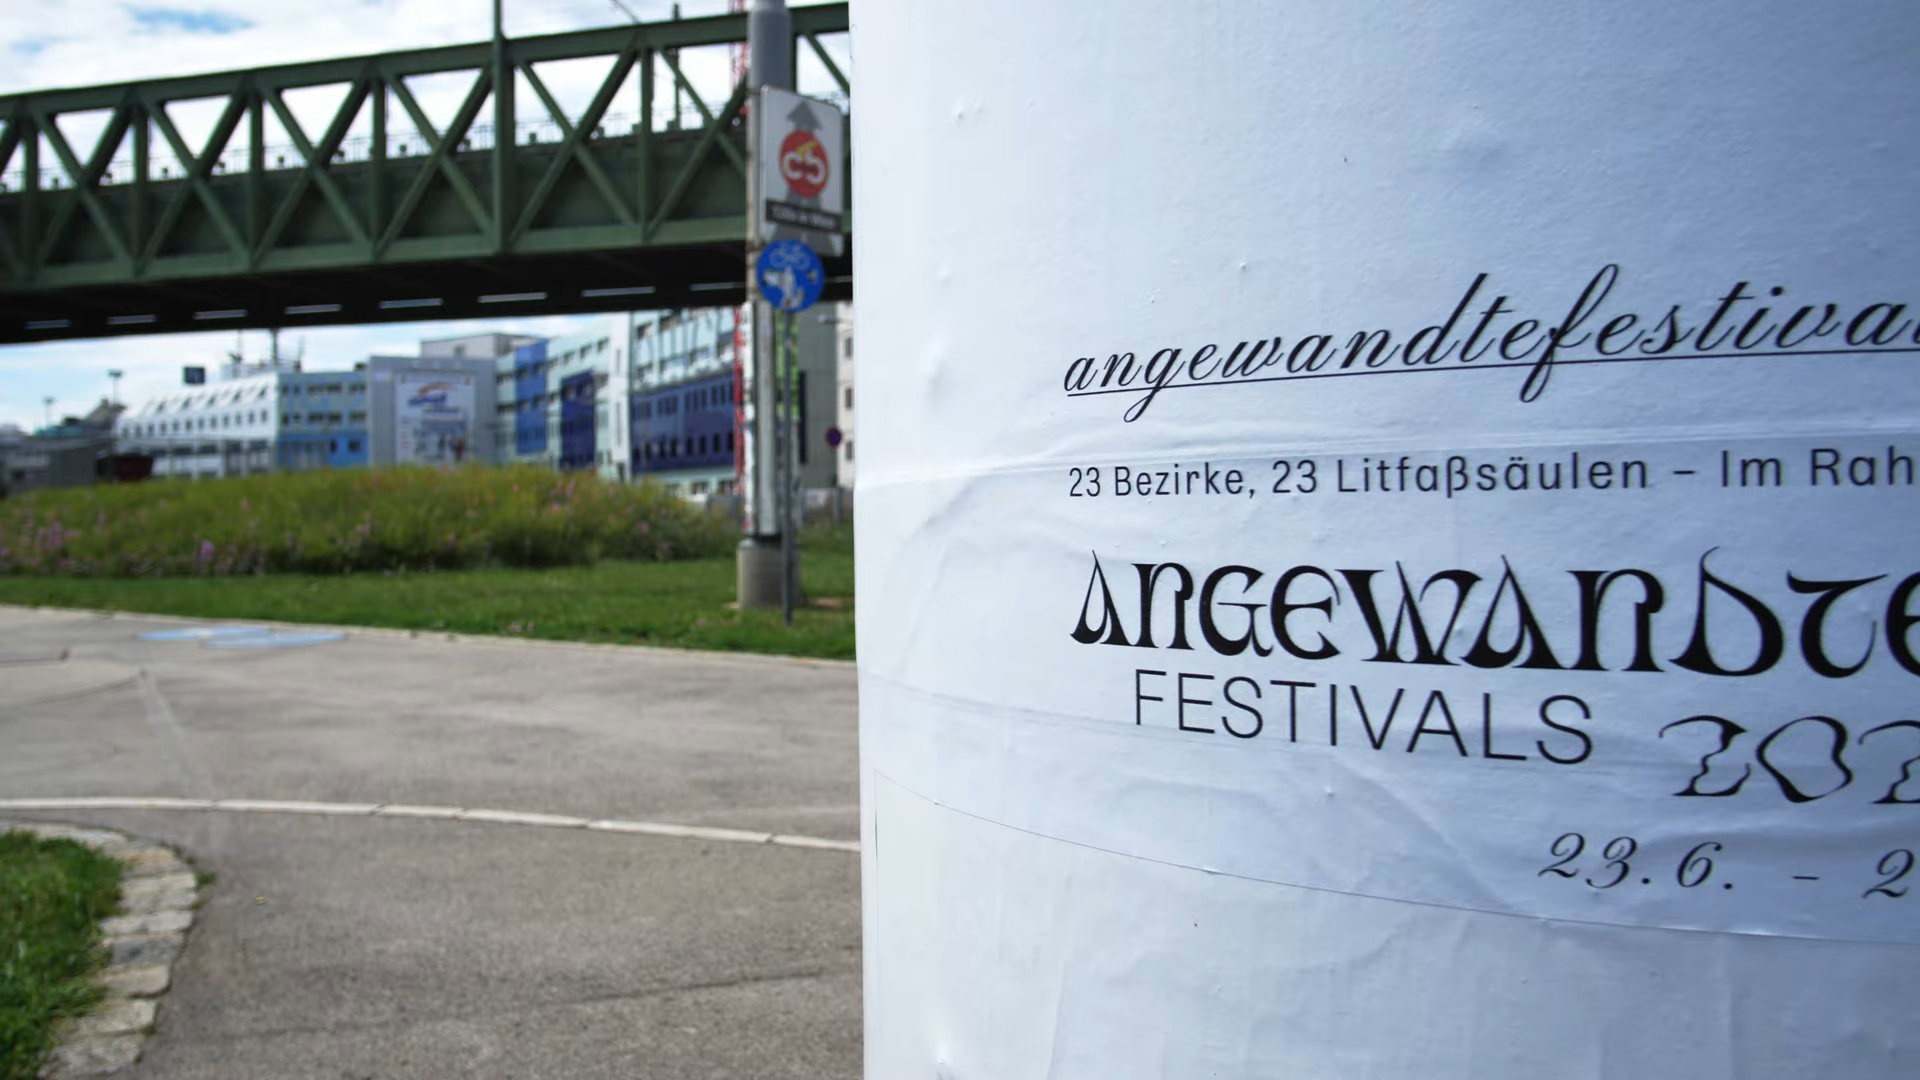 angewandtefestival
23 Bezirke, 23 Litfaßsäulen – Im Rah
ANGEWANDTE
FESTIVALS 202
23.6. - 2